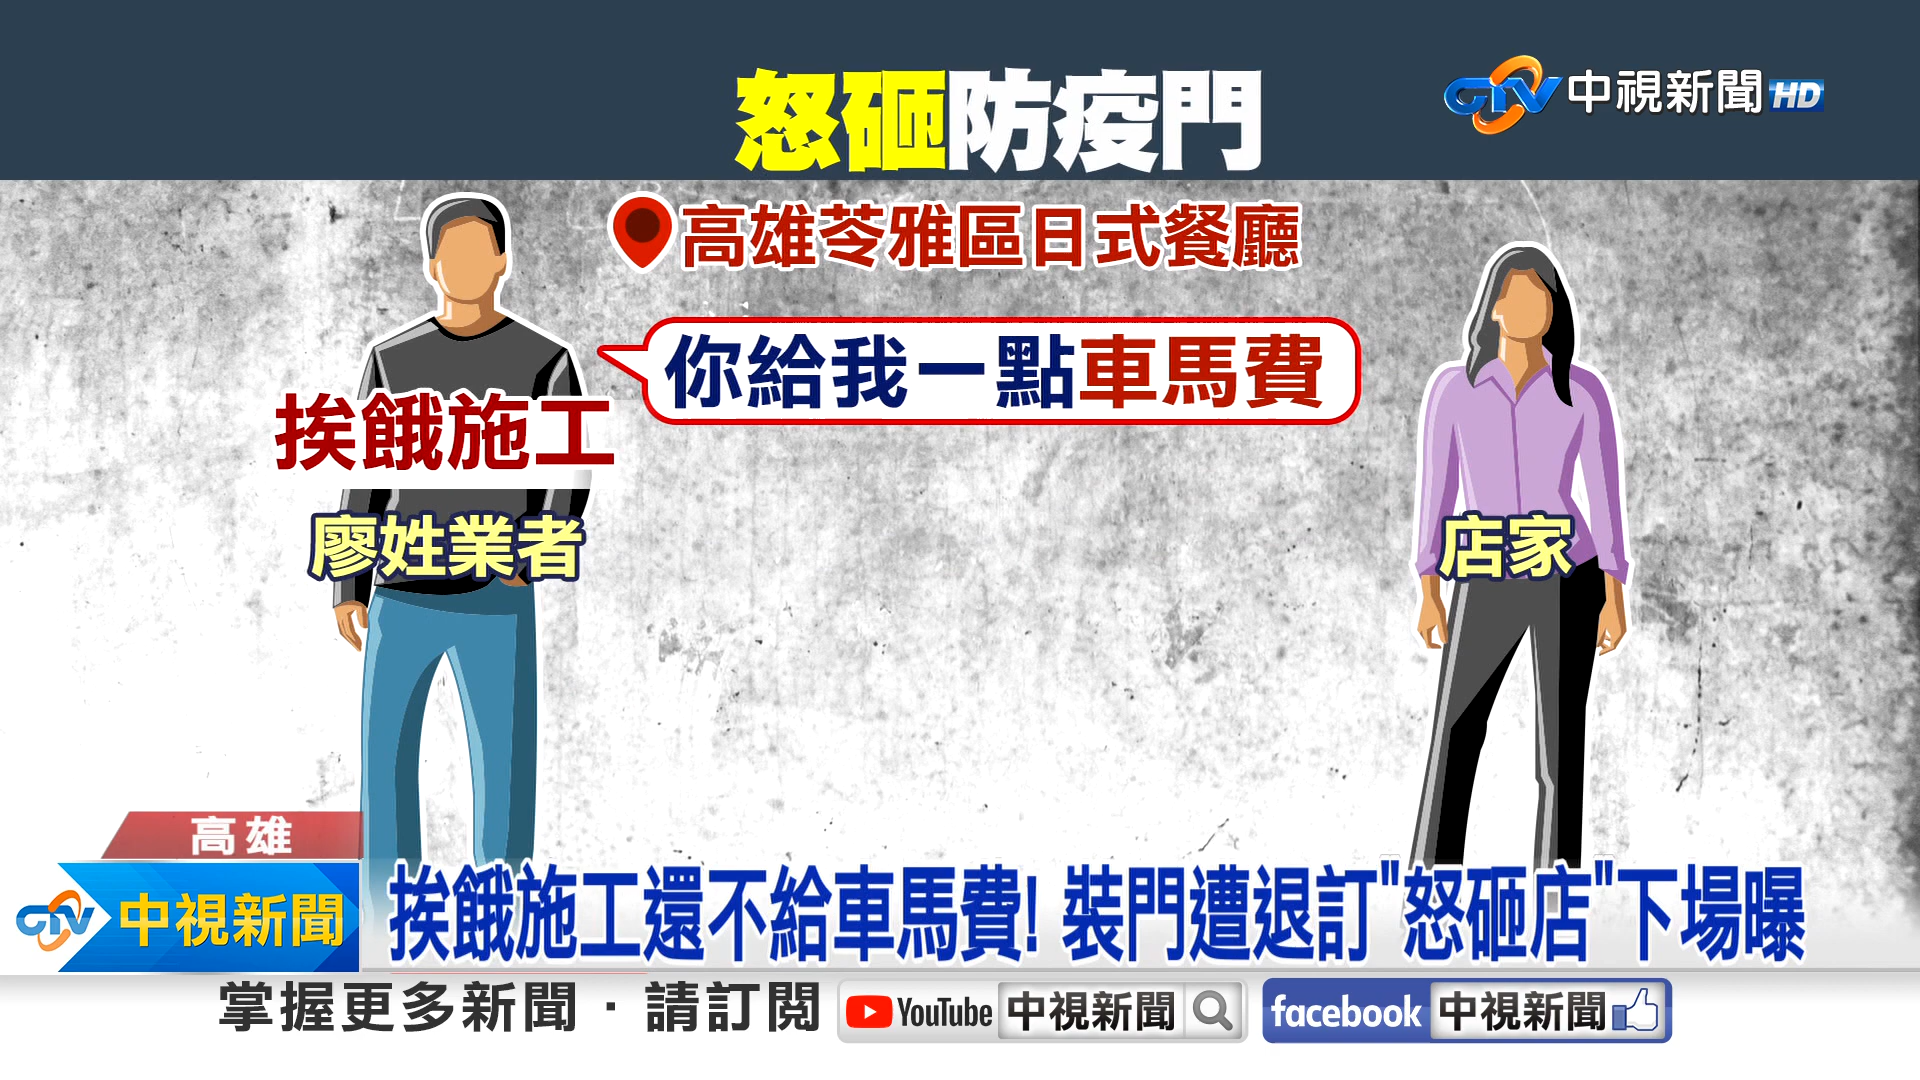 怒砸防疫門
CTV 中視新聞 HD
高雄苓雅區日式餐廳
你給我一點車馬費
挨餓施工
廖姓業者
店家
高雄
CTV 中視新聞
挨餓施工還不給車馬費! 裝門遭退訂"怒砸店"下場曝
掌握更多新聞・請訂閱 YouTube 中視新聞 facebook 中視新聞